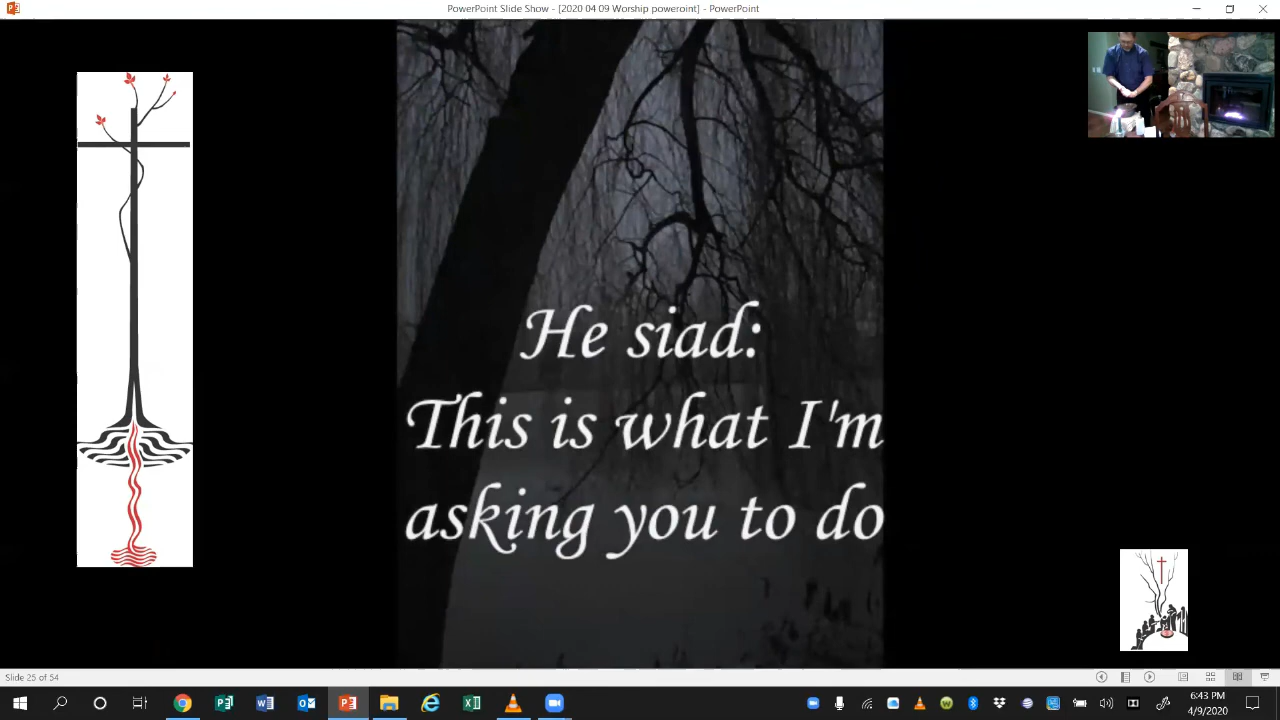 PowerPoint Slide Show - [2020 04 09 Worship poweroint] - PowerPoint
He siad:
This is what I'm
asking you to do
Slide 25 of 54
6:43 PM
4/9/2020